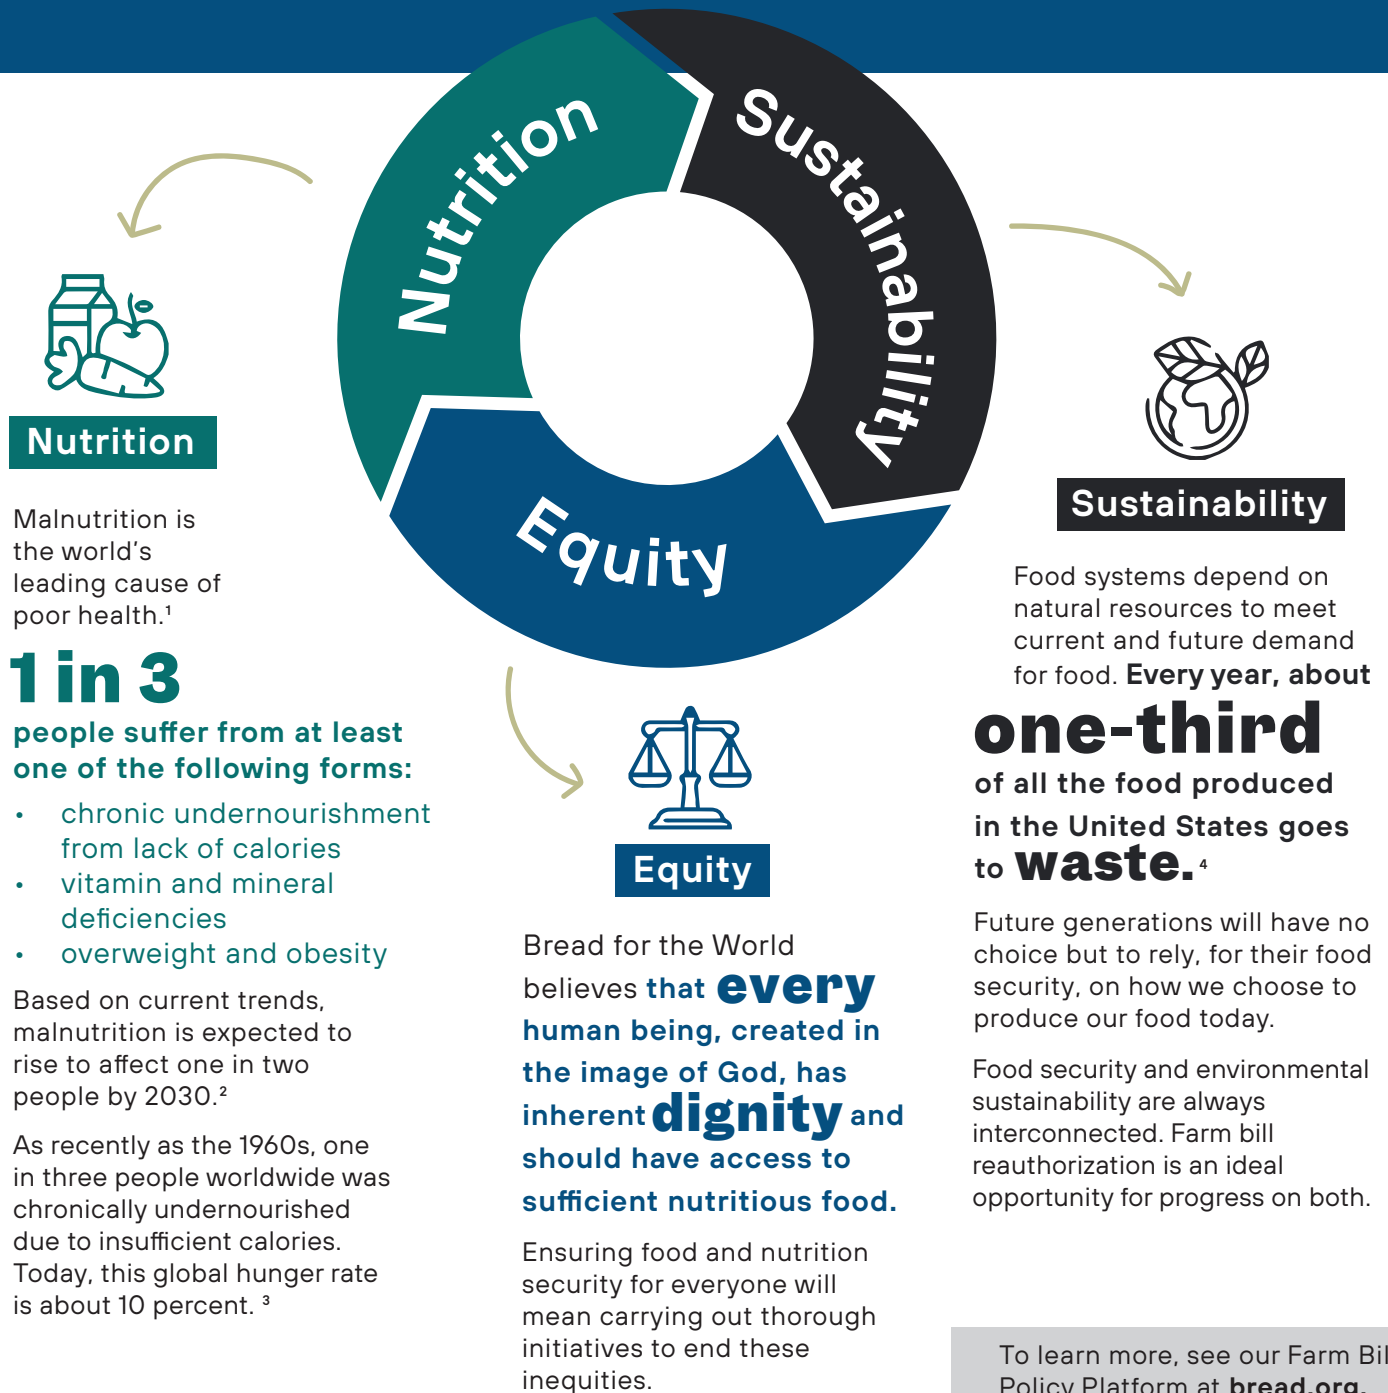 Nutrition
Sustainability
Equity
Nutrition
Malnutrition is
the world's
leading cause of
poor health.¹
1 in 3
people suffer from at least
one of the following forms:
• chronic undernourishment
from lack of calories
• vitamin and mineral
deficiencies
• overweight and obesity
Based on current trends,
malnutrition is expected to
rise to affect one in two
people by 2030.²
As recently as the 1960s, one
in three people worldwide was
chronically undernourished
due to insufficient calories.
Today, this global hunger rate
is about 10 percent. ³
Equity
Bread for the World
believes that every
human being, created in
the image of God, has
inherent dignity and
should have access to
sufficient nutritious food.
Ensuring food and nutrition
security for everyone will
mean carrying out thorough
initiatives to end these
inequities.
Sustainability
Food systems depend on
natural resources to meet
current and future demand
for food. Every year, about
one-third
of all the food produced
in the United States goes
to waste. ⁴
Future generations will have no
choice but to rely, for their food
security, on how we choose to
produce our food today.
Food security and environmental
sustainability are always
interconnected. Farm bill
reauthorization is an ideal
opportunity for progress on both.
To learn more, see our Farm Bil
Policy Platform at bread.org.